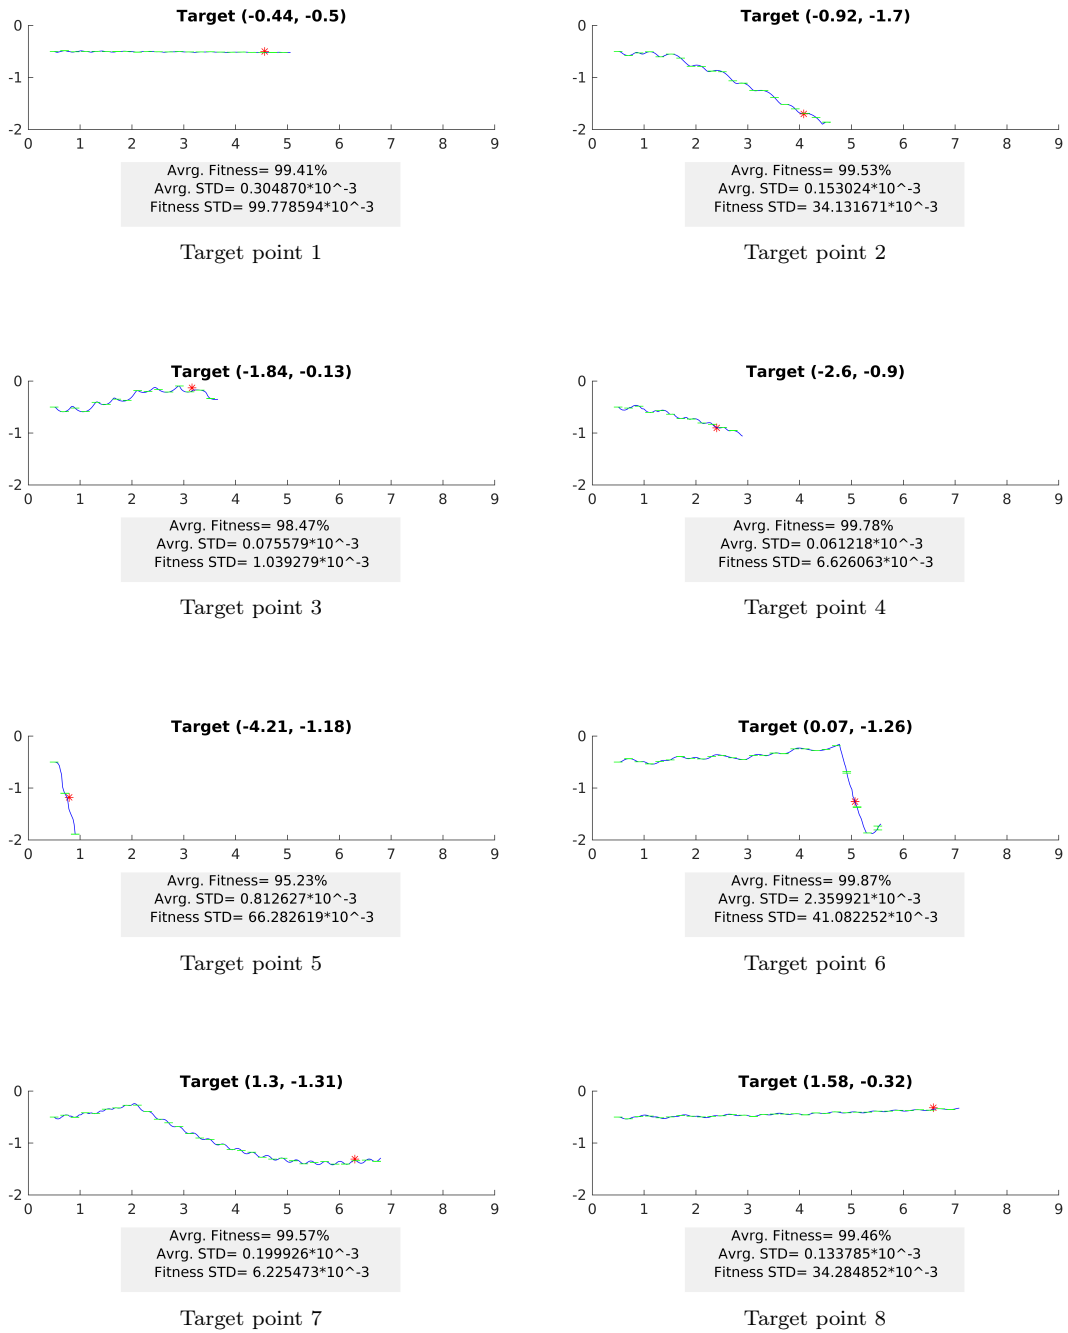 Target (-0.44, -0.5)
0
-1
-2
0 1 2 3 4 5 6 7 8 9
Avrg. Fitness= 99.41%
Avrg. STD= 0.304870*10^-3
Fitness STD= 99.778594*10^-3
Target point 1
Target (-0.92, -1.7)
0
-1
-2
0 1 2 3 4 5 6 7 8 9
Avrg. Fitness= 99.53%
Avrg. STD= 0.153024*10^-3
Fitness STD= 34.131671*10^-3
Target point 2
Target (-1.84, -0.13)
0
-1
-2
0 1 2 3 4 5 6 7 8 9
Avrg. Fitness= 98.47%
Avrg. STD= 0.075579*10^-3
Fitness STD= 1.039279*10^-3
Target point 3
Target (-2.6, -0.9)
0
-1
-2
0 1 2 3 4 5 6 7 8 9
Avrg. Fitness= 99.78%
Avrg. STD= 0.061218*10^-3
Fitness STD= 6.626063*10^-3
Target point 4
Target (-4.21, -1.18)
0
-1
-2
0 1 2 3 4 5 6 7 8 9
Avrg. Fitness= 95.23%
Avrg. STD= 0.812627*10^-3
Fitness STD= 66.282619*10^-3
Target point 5
Target (0.07, -1.26)
0
-1
-2
0 1 2 3 4 5 6 7 8 9
Avrg. Fitness= 99.87%
Avrg. STD= 2.359921*10^-3
Fitness STD= 41.082252*10^-3
Target point 6
Target (1.3, -1.31)
0
-1
-2
0 1 2 3 4 5 6 7 8 9
Avrg. Fitness= 99.57%
Avrg. STD= 0.199926*10^-3
Fitness STD= 6.225473*10^-3
Target point 7
Target (1.58, -0.32)
0
-1
-2
0 1 2 3 4 5 6 7 8 9
Avrg. Fitness= 99.46%
Avrg. STD= 0.133785*10^-3
Fitness STD= 34.284852*10^-3
Target point 8